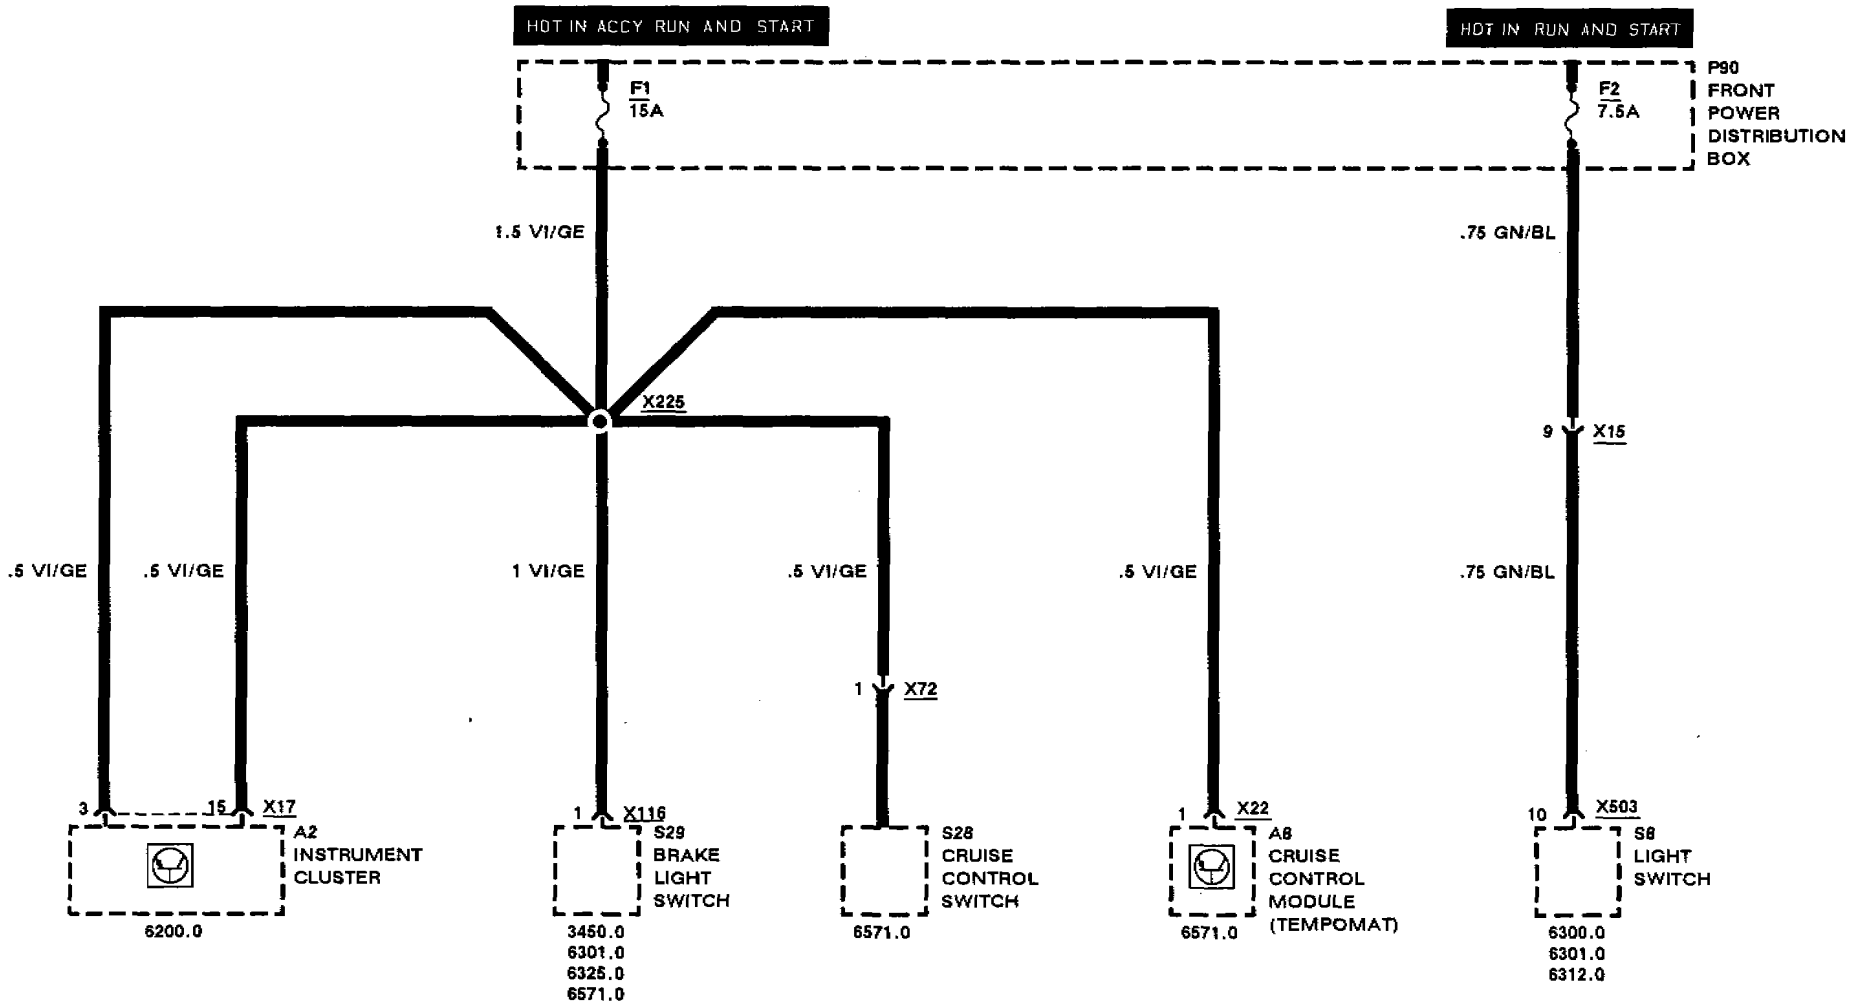 HOT IN ACCY RUN AND START
HOT IN RUN AND START
F1
15A
F2
7.5A
P90
FRONT
POWER
DISTRIBUTION
BOX
1.5 VI/GE
.75 GN/BL
X225
9
X15
.5 VI/GE
.5 VI/GE
1 VI/GE
.5 VI/GE
.5 VI/GE
.75 GN/BL
1
X72
3
15
X17
1
X116
1
X22
10
X503
A2
INSTRUMENT
CLUSTER
6200.0
S29
BRAKE
LIGHT
SWITCH
3450.0
6301.0
6325.0
6571.0
S28
CRUISE
CONTROL
SWITCH
6571.0
A8
CRUISE
CONTROL
MODULE
(TEMPOMAT)
6571.0
S8
LIGHT
SWITCH
6300.0
6301.0
6312.0